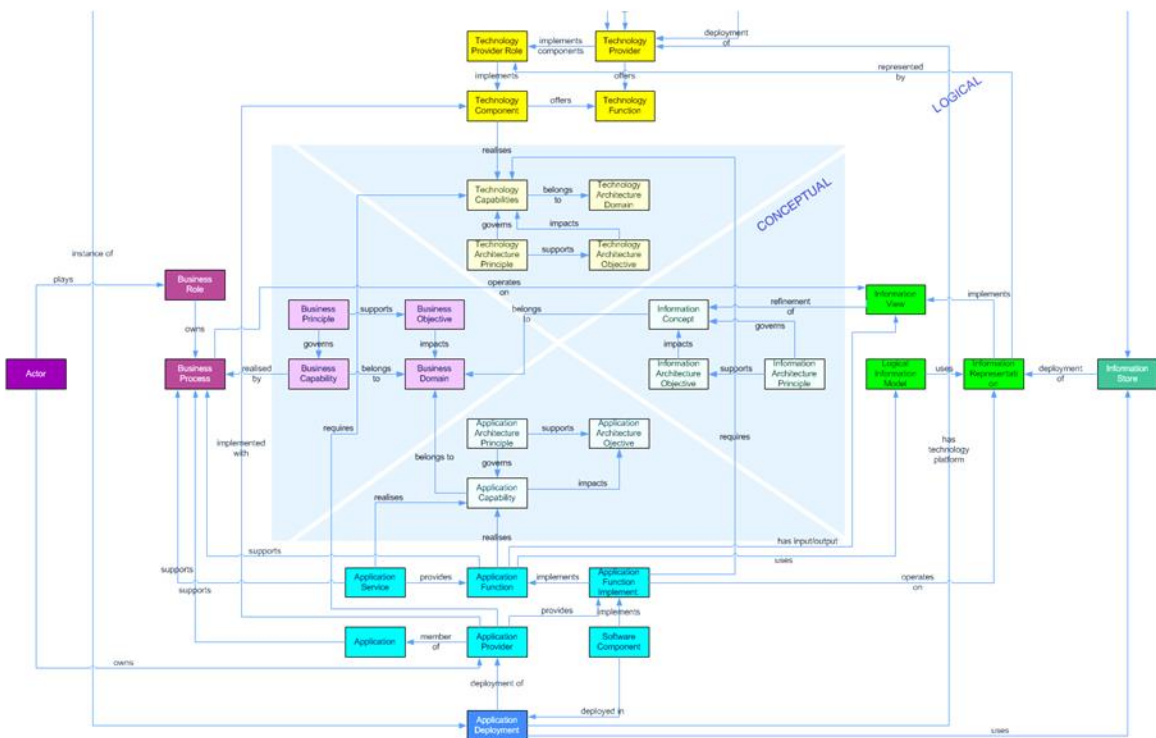 deployment
of
Technology
Provider Role
implements
components
Technology
Provider
represented
by
LOGICAL
implements
offers
Technology
Component
offers
Technology
Function
realises
CONCEPTUAL
Technology
Capabilities
belongs
to
Technology
Architecture
Domain
governs
impacts
Technology
Architecture
Principle
supports
Technology
Architecture
Objective
instance of
plays
Business
Role
operates
on
Information
View
implements
owns
Business
Principle
supports
Business
Objective
belongs
to
Information
Concept
refinement
of
governs
governs
impacts
impacts
Actor
Business
Process
realised
by
Business
Capability
belongs
to
Business
Domain
Information
Architecture
Objective
supports
Information
Architecture
Principle
Logical
Information
Model
uses
Information
Representati
on
deployment
of
Information
Store
implemented
with
requires
Application
Architecture
Principle
supports
Application
Architecture
Ojective
requires
has
technology
platform
belongs to
governs
realises
Application
Capability
impacts
realises
has input/output
supports
uses
supports
Application
Service
provides
Application
Function
implements
Application
Function
Implement.
operates
on
supports
provides
implements
Application
member
of
Application
Provider
Software
Component
owns
deployment of
deployed in
Application
Deployment
uses